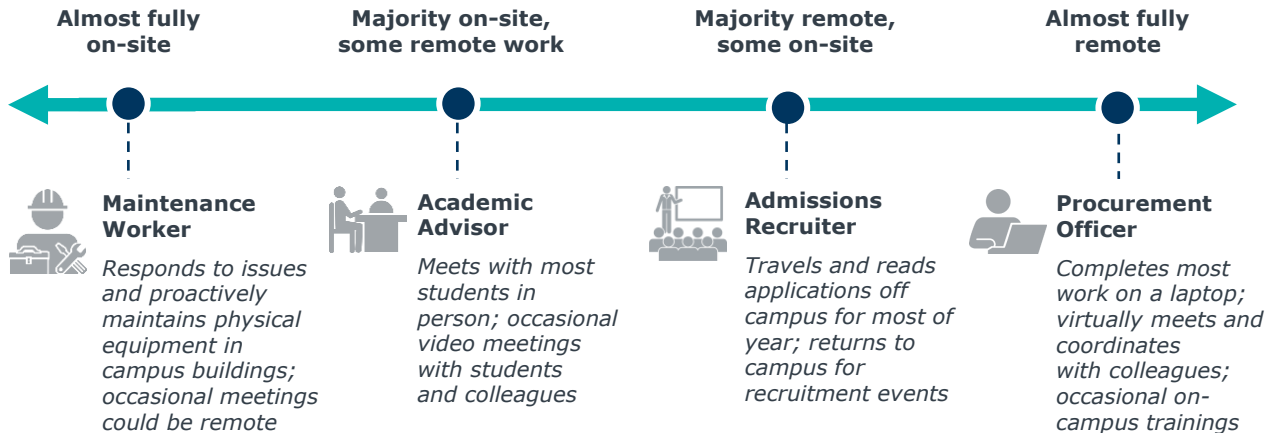 Almost fully
on-site
Majority on-site,
some remote work
Majority remote,
some on-site
Almost fully
remote
Maintenance
Worker
Responds to issues
and proactively
maintains physical
equipment in
campus buildings;
occasional meetings
could be remote
Academic
Advisor
Meets with most
students in
person; occasional
video meetings
with students
and colleagues
Admissions
Recruiter
Travels and reads
applications off
campus for most of
year; returns to
campus for
recruitment events
Procurement
Officer
Completes most
work on a laptop;
virtually meets and
coordinates
with colleagues;
occasional on-
campus trainings